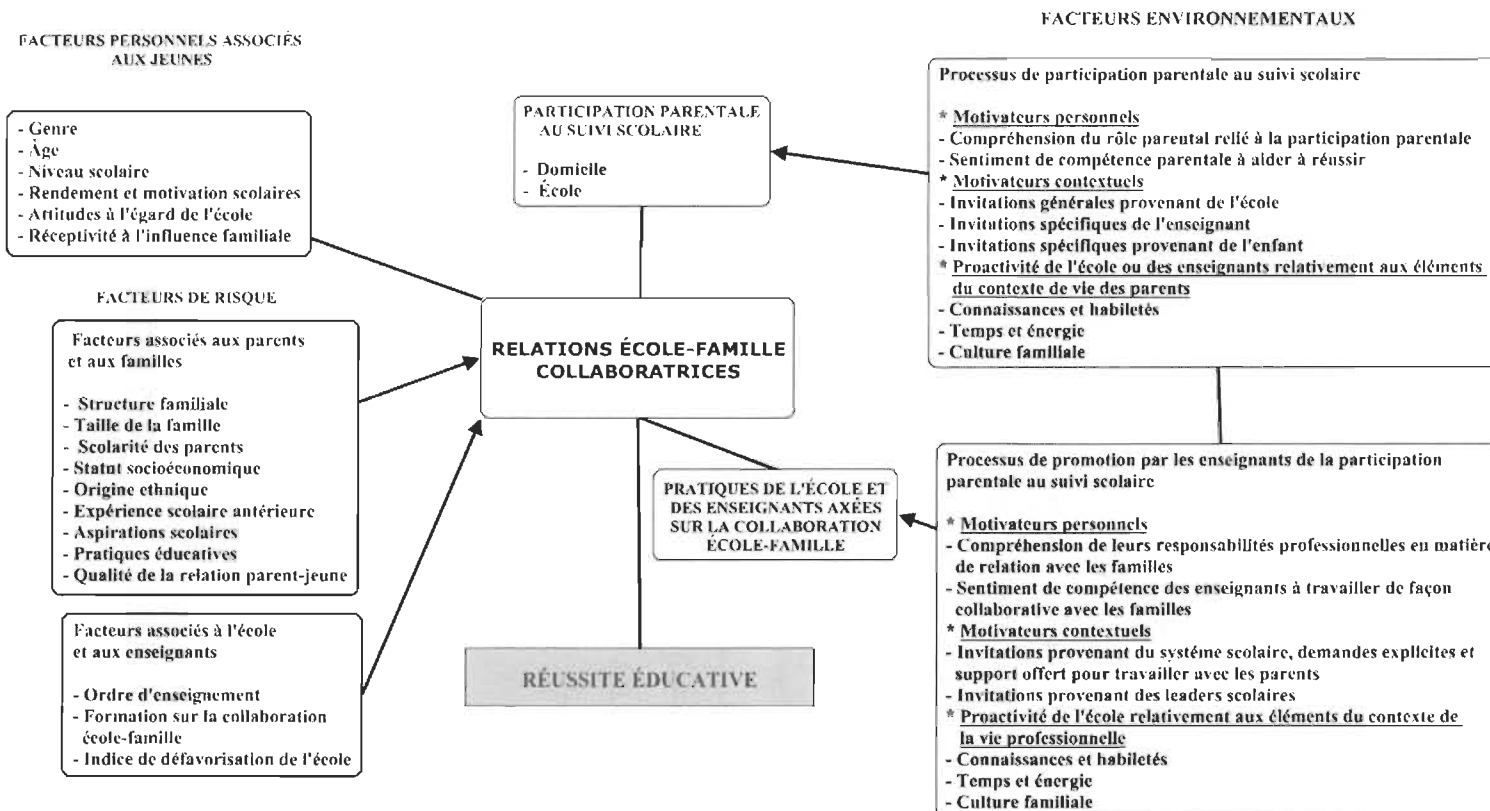 FACTEURS PERSONNELS ASSOCIÉS
AUX JEUNES
- Genre
- Âge
- Niveau scolaire
- Rendement et motivation scolaires
- Attitudes à l'égard de l'école
- Réceptivité à l'influence familiale
FACTEURS DE RISQUE
Facteurs associés aux parents
et aux familles
- Structure familiale
- Taille de la famille
- Scolarité des parents
- Statut socioéconomique
- Origine ethnique
- Expérience scolaire antérieure
- Aspirations scolaires
- Pratiques éducatives
- Qualité de la relation parent-jeune
Facteurs associés à l'école
et aux enseignants
- Ordre d'enseignement
- Formation sur la collaboration
école-famille
- Indice de défavorisation de l'école
PARTICIPATION PARENTALE
AU SUIVI SCOLAIRE
- Domicile
- École
RELATIONS ÉCOLE-FAMILLE
COLLABORATRICES
PRATIQUES DE L'ÉCOLE ET
DES ENSEIGNANTS AXÉES
SUR LA COLLABORATION
ÉCOLE-FAMILLE
RÉUSSITE ÉDUCATIVE
FACTEURS ENVIRONNEMENTAUX
Processus de participation parentale au suivi scolaire
* Motivateurs personnels
- Compréhension du rôle parental relié à la participation parentale
- Sentiment de compétence parentale à aider à réussir
* Motivateurs contextuels
- Invitations générales provenant de l'école
- Invitations spécifiques de l'enseignant
- Invitations spécifiques provenant de l'enfant
* Proactivité de l'école ou des enseignants relativement aux éléments
du contexte de vie des parents
- Connaissances et habiletés
- Temps et énergie
- Culture familiale
Processus de promotion par les enseignants de la participation
parentale au suivi scolaire
* Motivateurs personnels
- Compréhension de leurs responsabilités professionnelles en matière
de relation avec les familles
- Sentiment de compétence des enseignants à travailler de façon
collaborative avec les familles
* Motivateurs contextuels
- Invitations provenant du système scolaire, demandes explicites et
support offert pour travailler avec les parents
- Invitations provenant des leaders scolaires
* Proactivité de l'école relativement aux éléments du contexte de
la vie professionnelle
- Connaissances et habiletés
- Temps et énergie
- Culture familiale